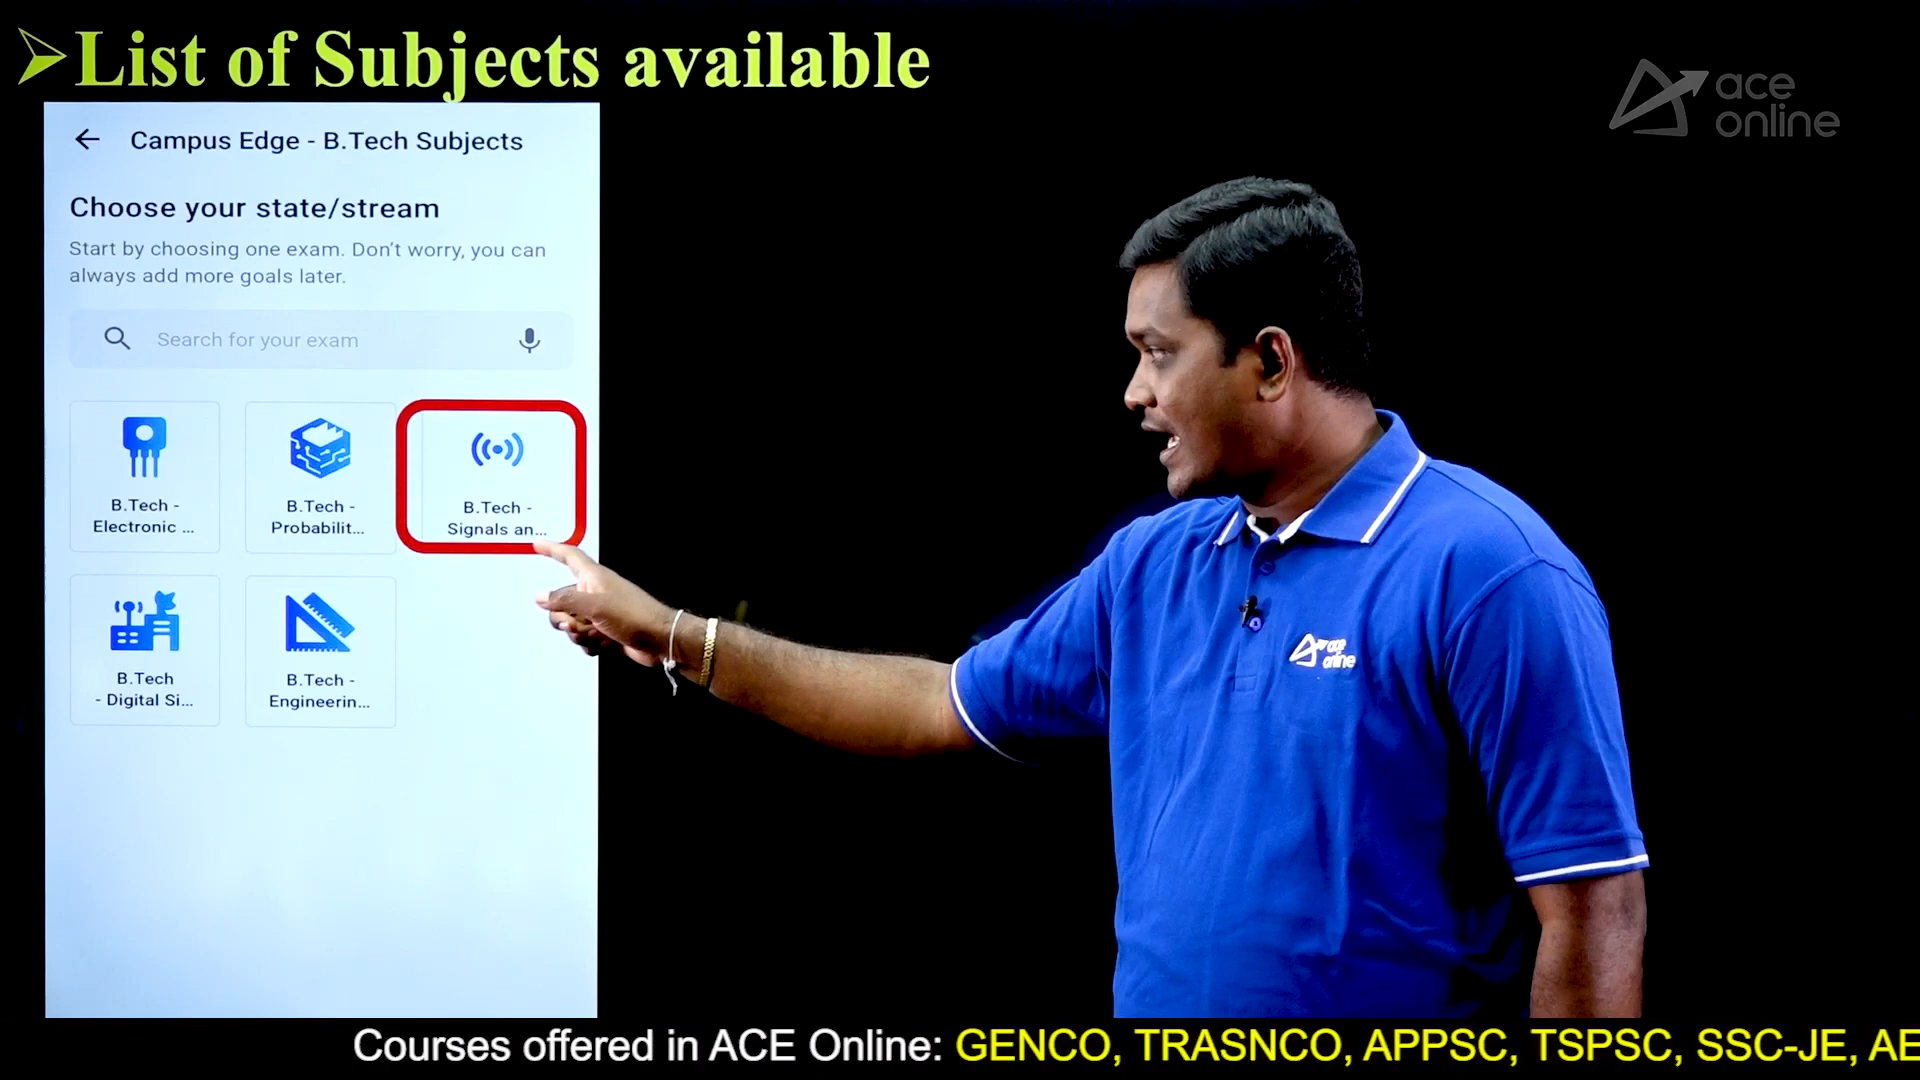 ➢List of Subjects available
ace
online
Campus Edge - B.Tech Subjects
Choose your state/stream
Start by choosing one exam. Don't worry, you can
always add more goals later.
Search for your exam
B.Tech -
Electronic ...
B.Tech -
Probabilit...
B.Tech -
Signals an...
B.Tech
- Digital Si...
B.Tech -
Engineerin...
ace
online
Courses offered in ACE Online: GENCO, TRASNCO, APPSC, TSPSC, SSC-JE, AE